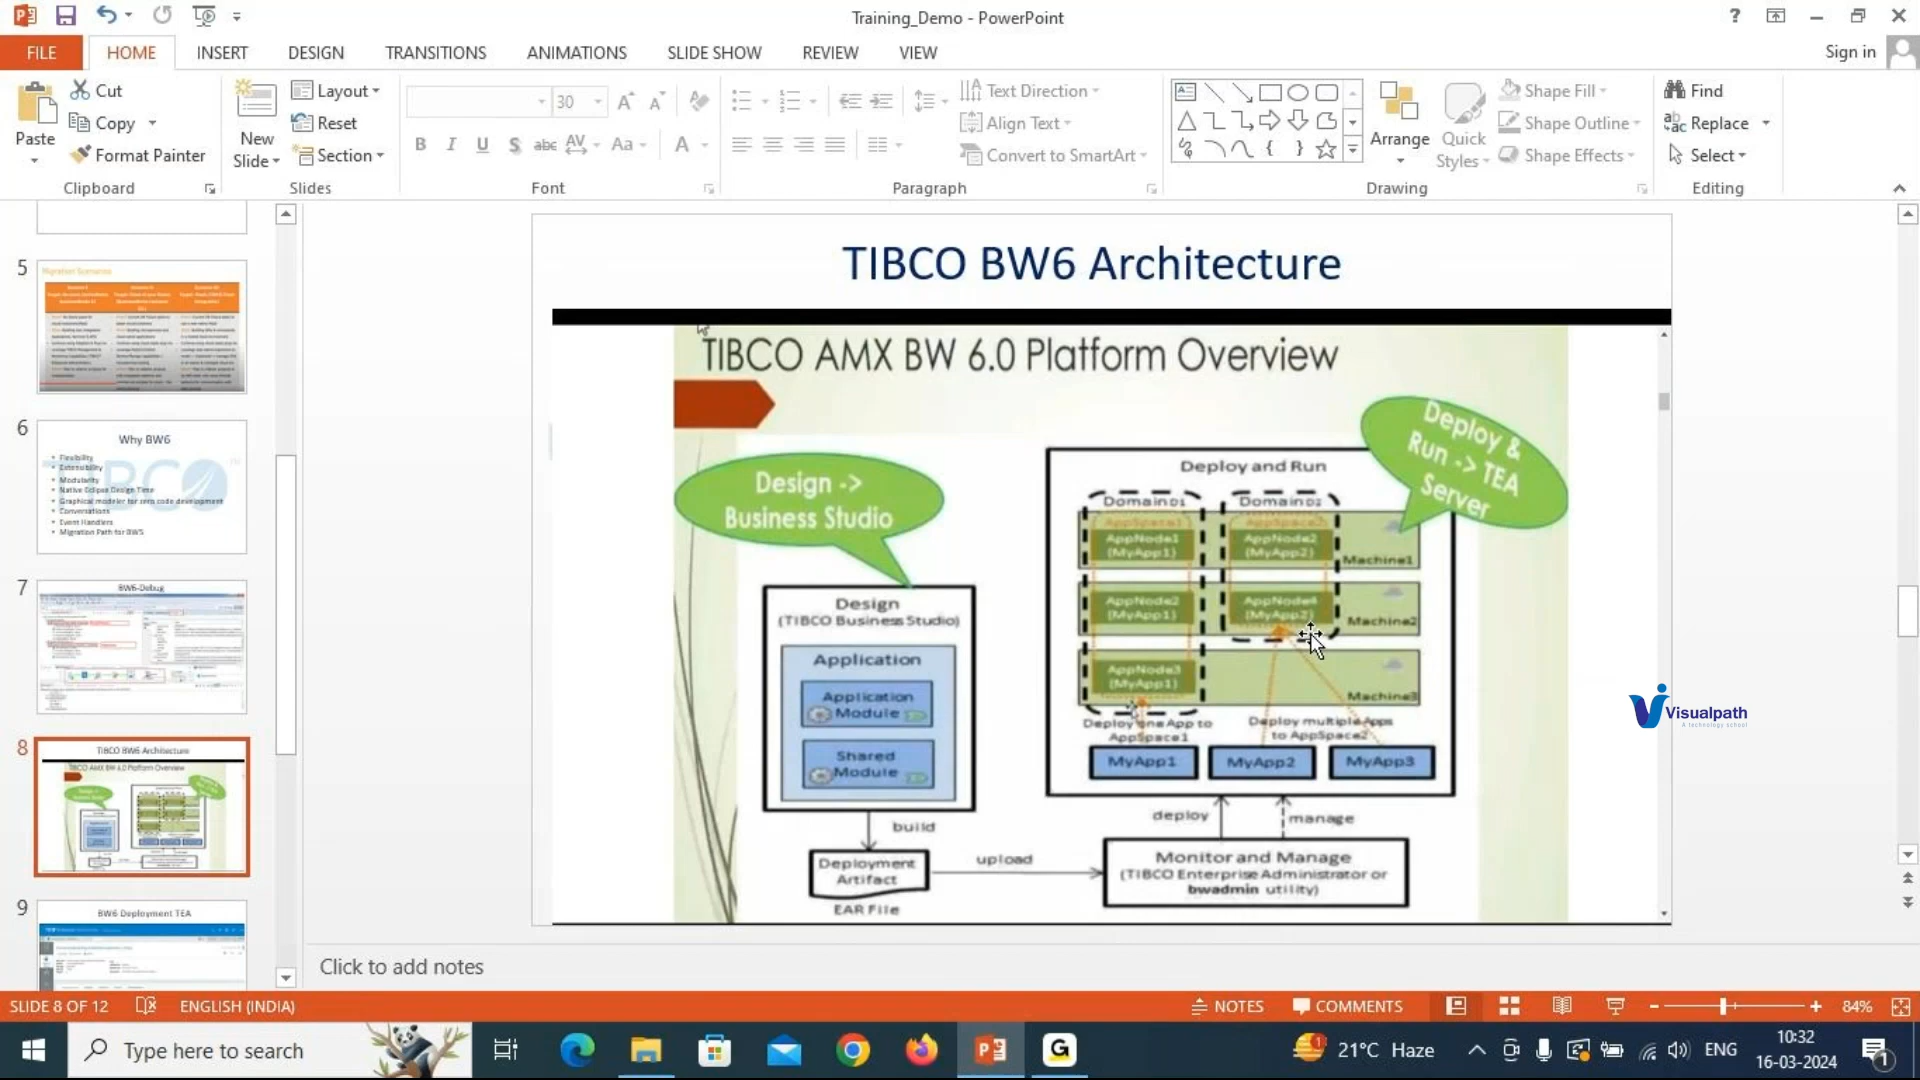 Training_Demo - PowerPoint
Sign in
FILE
HOME
INSERT
DESIGN
TRANSITIONS
ANIMATIONS
SLIDE SHOW
REVIEW
VIEW
Paste
Cut
Copy
Format Painter
Clipboard
New
Slide
Layout
Reset
Section
Slides
30
Font
Text Direction
Align Text
Convert to SmartArt
Paragraph
Arrange
Quick
Styles
Shape Fill
Shape Outline
Shape Effects
Drawing
Find
Replace
Select
Editing
5
Migration Scenarios
6
Why BW6
Flexibility
Extensibility
Modularity
Native Eclipse Design Time
Graphical modeler for zero code development
Conversations
Event Handlers
Migration Path for BW5
7
BW6-Debug
8
TIBCO BW6 Architecture
TIBCO AMX BW 6.0 Platform Overview
9
BW6 Deployment TEA
TIBCO BW6 Architecture
TIBCO AMX BW 6.0 Platform Overview
Design ->
Business Studio
Deploy &
Run -> TEA
Server
Design
(TIBCO Business Studio)
Application
Application
Module
Shared
Module
build
Deployment
Artifact
EAR File
upload
Deploy and Run
Domain01
Domain02
AppSpace1
AppSpace2
AppNode1
(MyApp1)
AppNode2
(MyApp2)
Machine1
AppNode2
(MyApp1)
AppNode4
(MyApp2)
Machine2
AppNode3
(MyApp1)
Machine3
Deploy one App to
AppSpace1
Deploy multiple Apps
to AppSpace2
MyApp1
MyApp2
MyApp3
deploy
manage
Monitor and Manage
(TIBCO Enterprise Administrator or
bwadmin utility)
Visualpath
A technology school
Click to add notes
SLIDE 8 OF 12
ENGLISH (INDIA)
NOTES
COMMENTS
84%
Type here to search
21°C Haze
ENG
10:32
16-03-2024
1